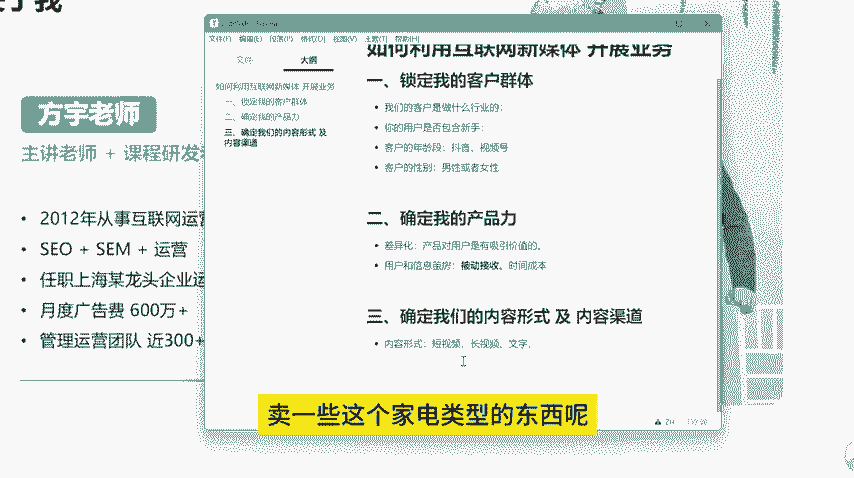 文件(F) 编辑(E) 段落(P) 格式(O) 视图(V) 主题(T) 帮助(H)
文件 大纲
如何利用互联网新媒体 开展业务
一、锁定我的客户群体
二、确定我的产品力
三、确定我们的内容形式 及
内容渠道
如何利用互联网新媒体 开展业务
一、锁定我的客户群体
我们的客户是做什么行业的；
你的用户是否包含新手；
客户的年龄段：抖音、视频号
客户的性别：男性或者女性
二、确定我的产品力
差异化：产品对用户是有吸引价值的。
用户和信息茧房：被动接收。时间成本
三、确定我们的内容形式 及 内容渠道
内容形式：短视频、长视频、文字、
方宇老师
主讲老师 + 课程研发
2012年从事互联网运营
SEO + SEM + 运营
任职上海某龙头企业运
月度广告费 600万+
管理运营团队 近300+
卖一些这个家电类型的东西呢